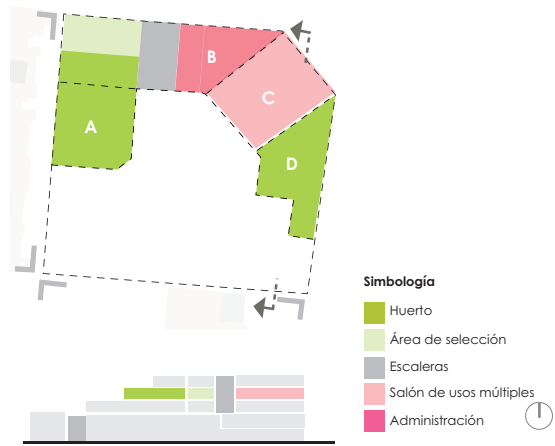 B
C
A
D
Simbología
Huerto
Área de selección
Escaleras
Salón de usos múltiples
Administración